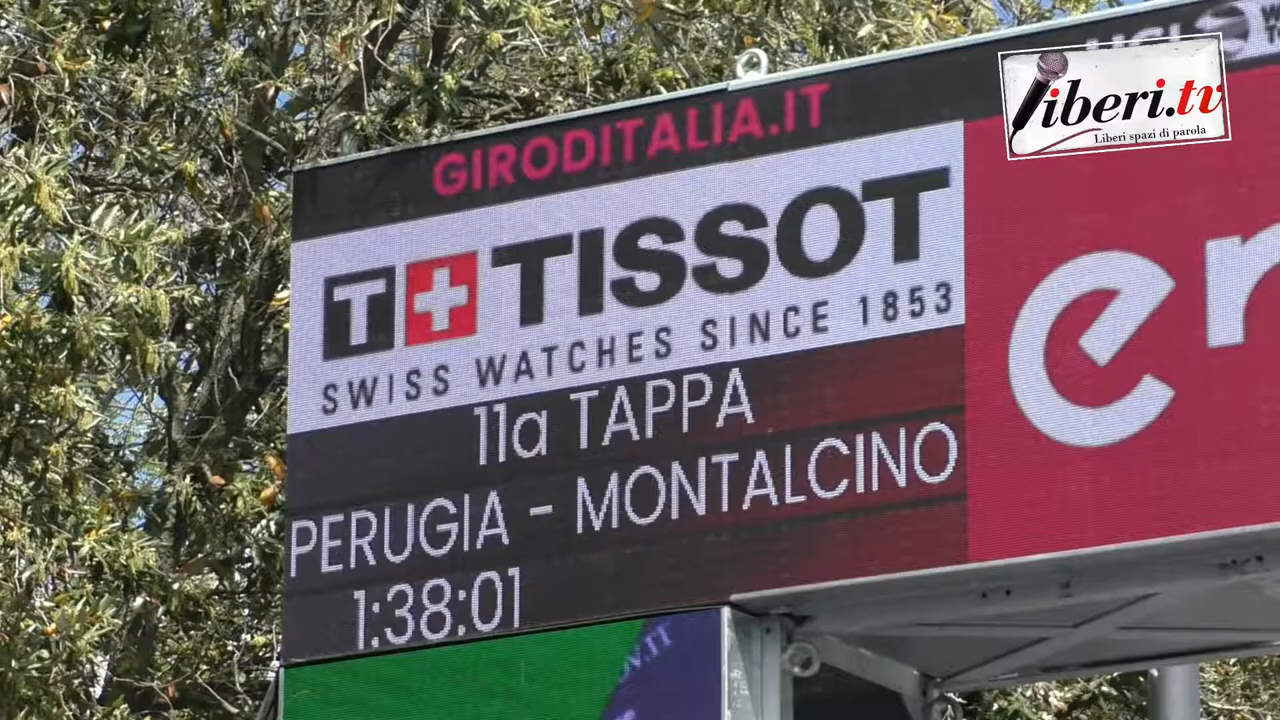 GIRODITALIA.IT
T+ TISSOT
SWISS WATCHES SINCE 1853
11a TAPPA
PERUGIA - MONTALCINO
1:38:01
liberi.tv
Liberi spazi di parola